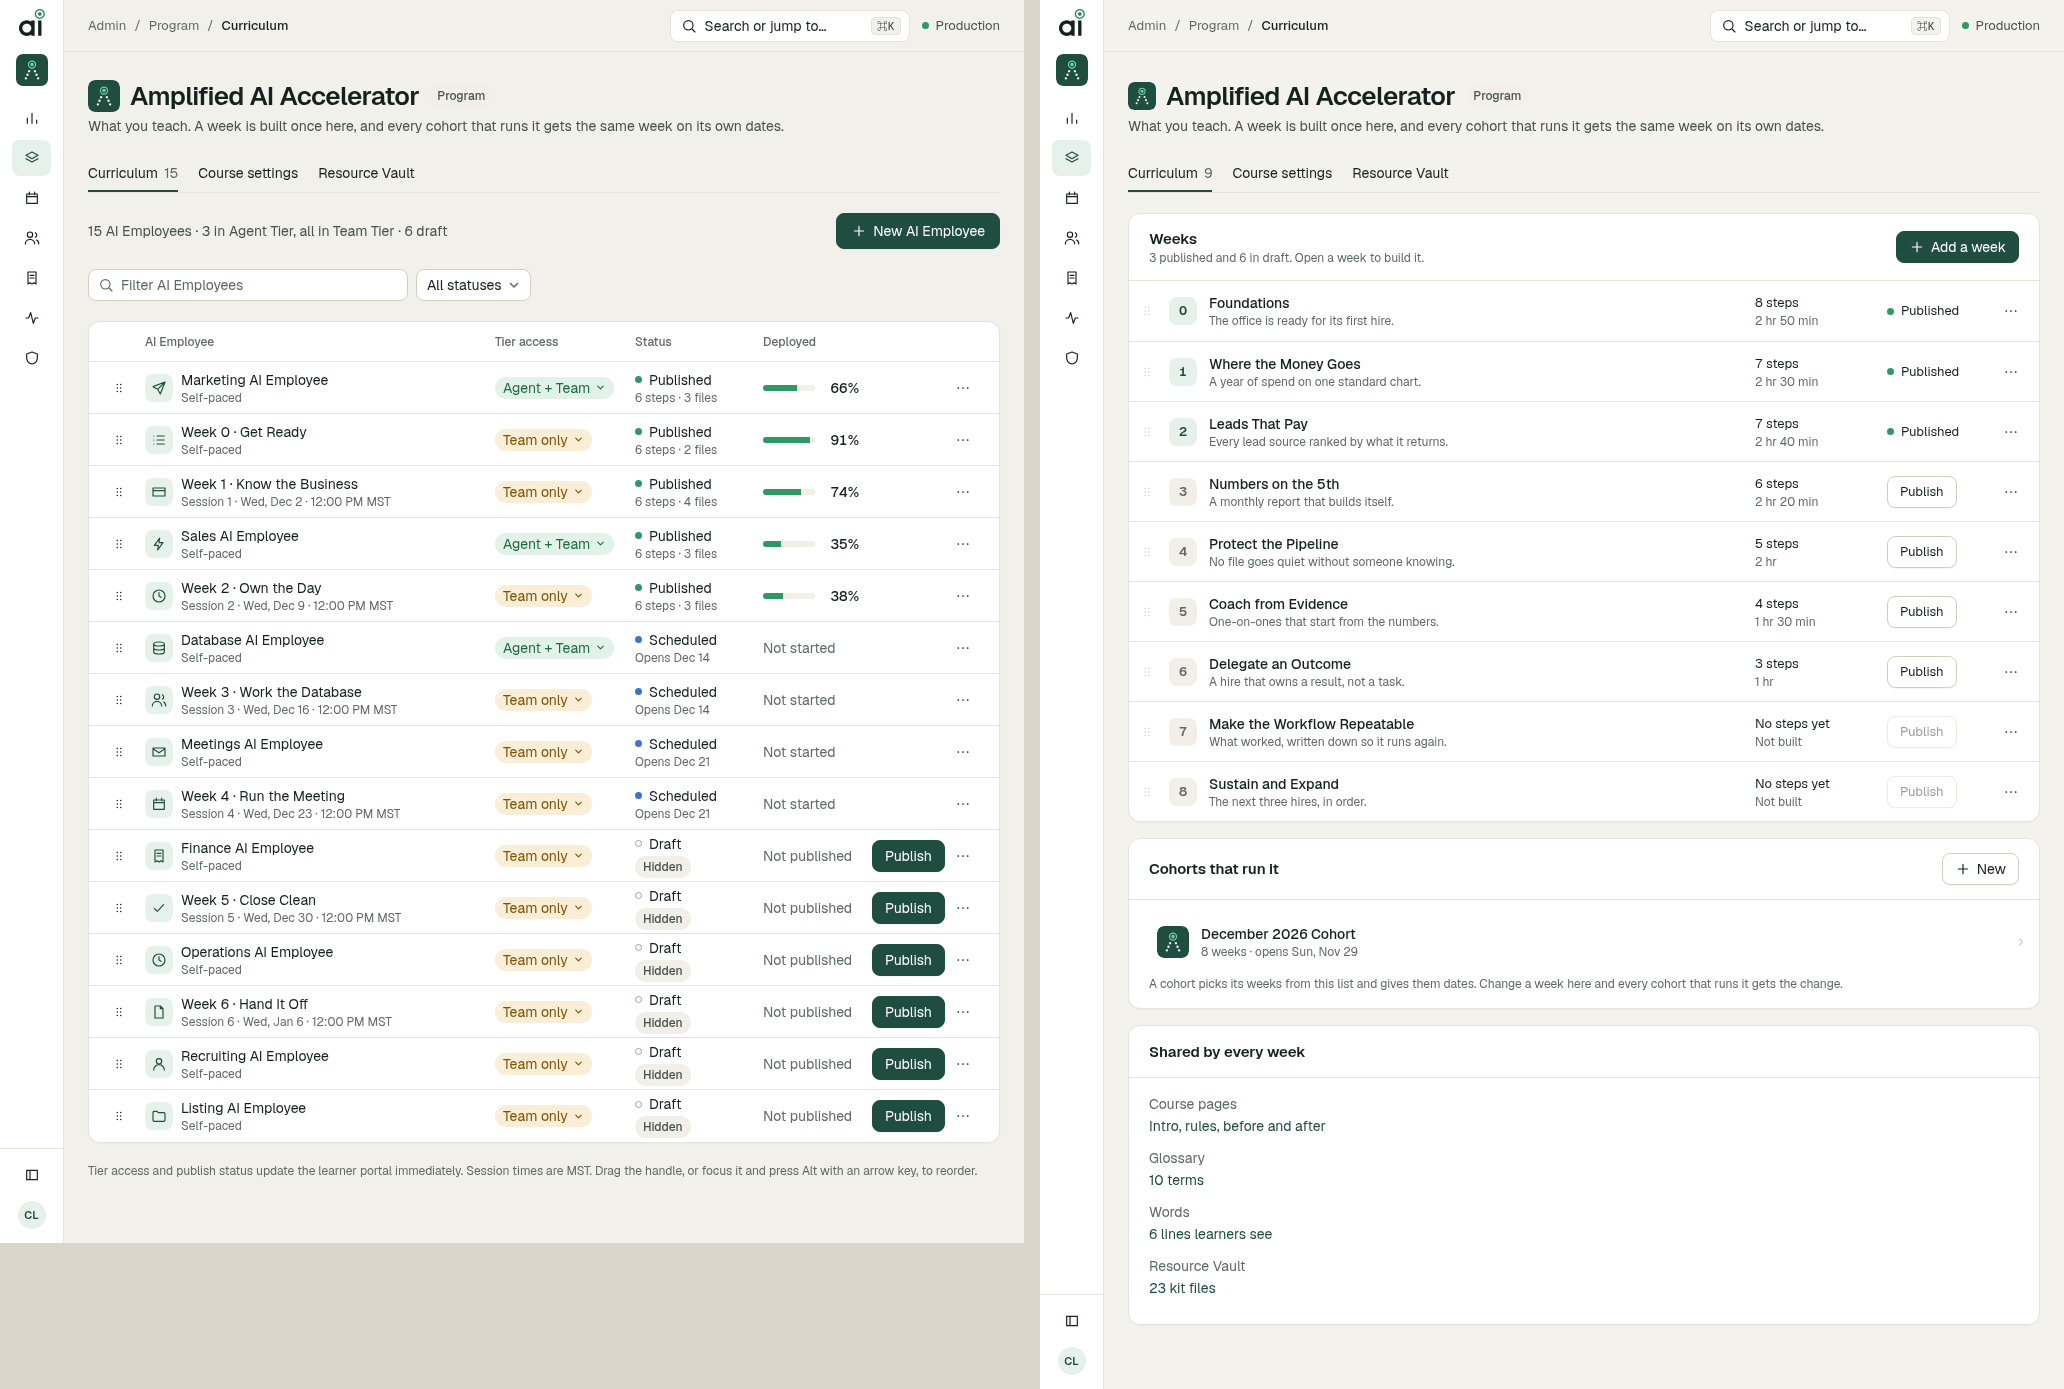 ai
Admin / Program / Curriculum
Search or jump to...
⌘K
Production
Amplified AI Accelerator
Program
What you teach. A week is built once here, and every cohort that runs it gets the same week on its own dates.
Curriculum 15
Course settings
Resource Vault
15 AI Employees · 3 in Agent Tier, all in Team Tier · 6 draft
+ New AI Employee
Filter AI Employees
All statuses
AI Employee Tier access Status Deployed
Marketing AI Employee Agent + Team Published 66%
Self-paced 6 steps · 3 files
Week 0 · Get Ready Team only Published 91%
Self-paced 6 steps · 2 files
Week 1 · Know the Business Team only Published 74%
Session 1 · Wed, Dec 2 · 12:00 PM MST 6 steps · 4 files
Sales AI Employee Agent + Team Published 35%
Self-paced 6 steps · 3 files
Week 2 · Own the Day Team only Published 38%
Session 2 · Wed, Dec 9 · 12:00 PM MST 6 steps · 3 files
Database AI Employee Agent + Team Scheduled Not started
Self-paced Opens Dec 14
Week 3 · Work the Database Team only Scheduled Not started
Session 3 · Wed, Dec 16 · 12:00 PM MST Opens Dec 14
Meetings AI Employee Team only Scheduled Not started
Self-paced Opens Dec 21
Week 4 · Run the Meeting Team only Scheduled Not started
Session 4 · Wed, Dec 23 · 12:00 PM MST Opens Dec 21
Finance AI Employee Team only Draft Not published Publish
Self-paced Hidden
Week 5 · Close Clean Team only Draft Not published Publish
Session 5 · Wed, Dec 30 · 12:00 PM MST Hidden
Operations AI Employee Team only Draft Not published Publish
Self-paced Hidden
Week 6 · Hand It Off Team only Draft Not published Publish
Session 6 · Wed, Jan 6 · 12:00 PM MST Hidden
Recruiting AI Employee Team only Draft Not published Publish
Self-paced Hidden
Listing AI Employee Team only Draft Not published Publish
Self-paced Hidden
Tier access and publish status update the learner portal immediately. Session times are MST. Drag the handle, or focus it and press Alt with an arrow key, to reorder.
CL
ai
Admin / Program / Curriculum
Search or jump to...
⌘K
Production
Amplified AI Accelerator
Program
What you teach. A week is built once here, and every cohort that runs it gets the same week on its own dates.
Curriculum 9
Course settings
Resource Vault
Weeks
3 published and 6 in draft. Open a week to build it.
+ Add a week
0 Foundations 8 steps Published
The office is ready for its first hire. 2 hr 50 min
1 Where the Money Goes 7 steps Published
A year of spend on one standard chart. 2 hr 30 min
2 Leads That Pay 7 steps Published
Every lead source ranked by what it returns. 2 hr 40 min
3 Numbers on the 5th 6 steps Publish
A monthly report that builds itself. 2 hr 20 min
4 Protect the Pipeline 5 steps Publish
No file goes quiet without someone knowing. 2 hr
5 Coach from Evidence 4 steps Publish
One-on-ones that start from the numbers. 1 hr 30 min
6 Delegate an Outcome 3 steps Publish
A hire that owns a result, not a task. 1 hr
7 Make the Workflow Repeatable No steps yet Publish
What worked, written down so it runs again. Not built
8 Sustain and Expand No steps yet Publish
The next three hires, in order. Not built
Cohorts that run it
+ New
December 2026 Cohort
8 weeks · opens Sun, Nov 29
A cohort picks its weeks from this list and gives them dates. Change a week here and every cohort that runs it gets the change.
Shared by every week
Course pages
Intro, rules, before and after
Glossary
10 terms
Words
6 lines learners see
Resource Vault
23 kit files
CL